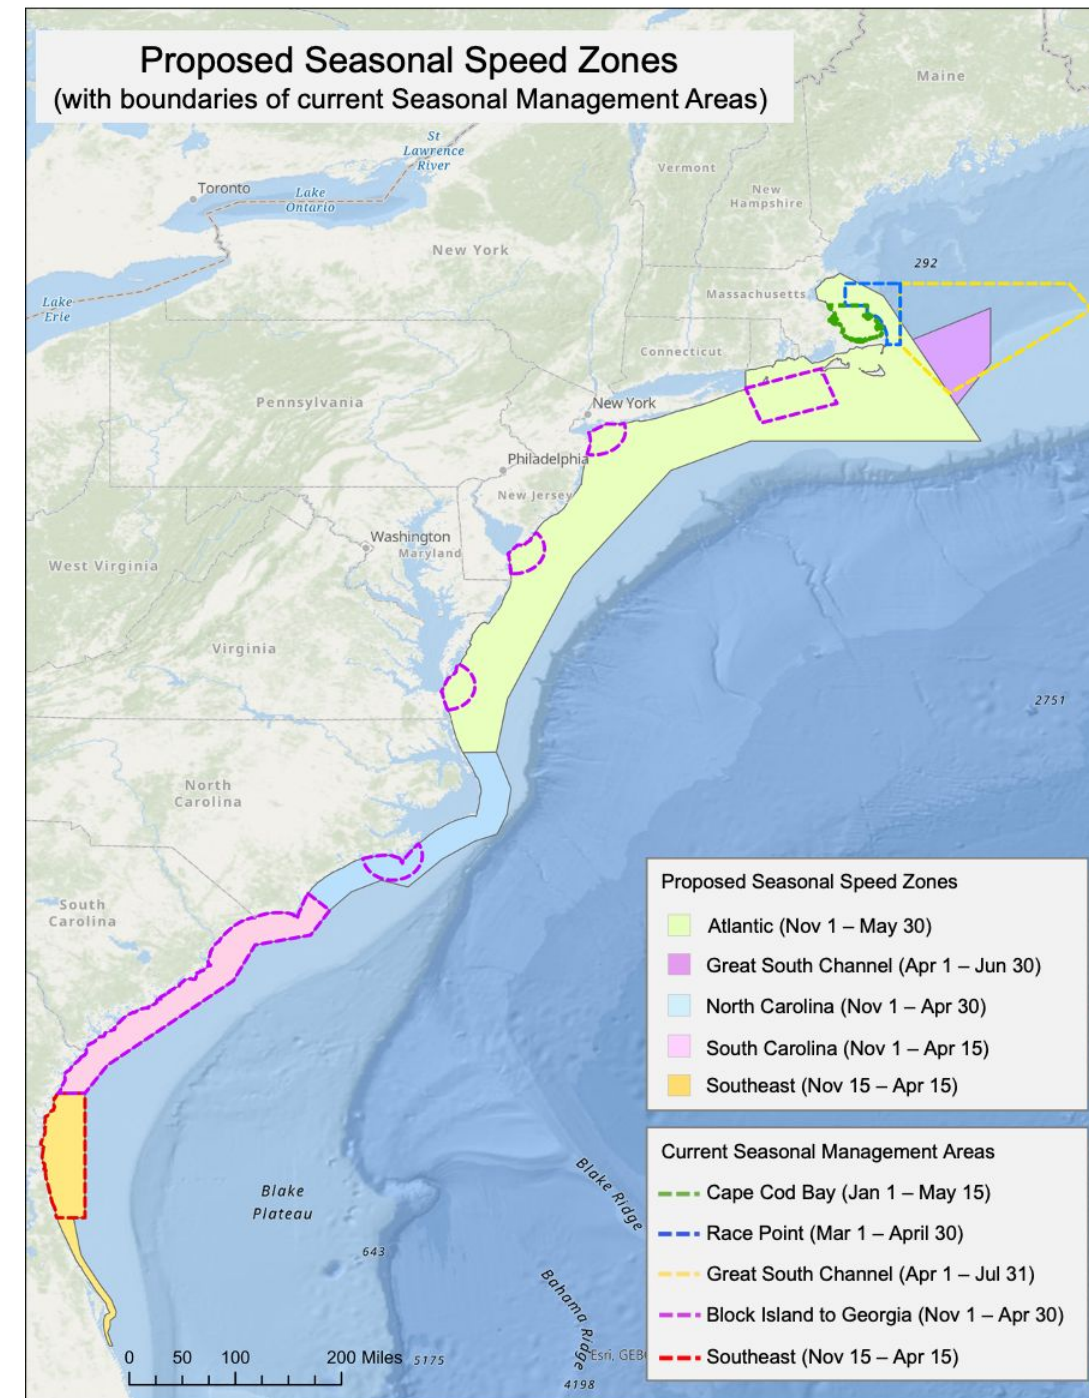 Proposed Seasonal Speed Zones
(with boundaries of current Seasonal Management Areas)
Maine
St
Lawrence
River
Vermont
Toronto
Lake
Ontario
New
Hampshire
New York
292
Massachusetts
Lake
Erie
Connecticut
Pennsylvania
New York
Philadelphia
New Jersey
Washington
Maryland
West Virginia
Virginia
2751
North
Carolina
South
Carolina
Proposed Seasonal Speed Zones
Atlantic (Nov 1 – May 30)
Great South Channel (Apr 1 – Jun 30)
North Carolina (Nov 1 – Apr 30)
South Carolina (Nov 1 – Apr 15)
Southeast (Nov 15 – Apr 15)
Current Seasonal Management Areas
Cape Cod Bay (Jan 1 – May 15)
Race Point (Mar 1 – April 30)
Great South Channel (Apr 1 – Jul 31)
Block Island to Georgia (Nov 1 – Apr 30)
Southeast (Nov 15 – Apr 15)
Blake Ridge
Blake
Plateau
643
Bahama Ridge
0 50 100 200 Miles
5175
Esri,
4198